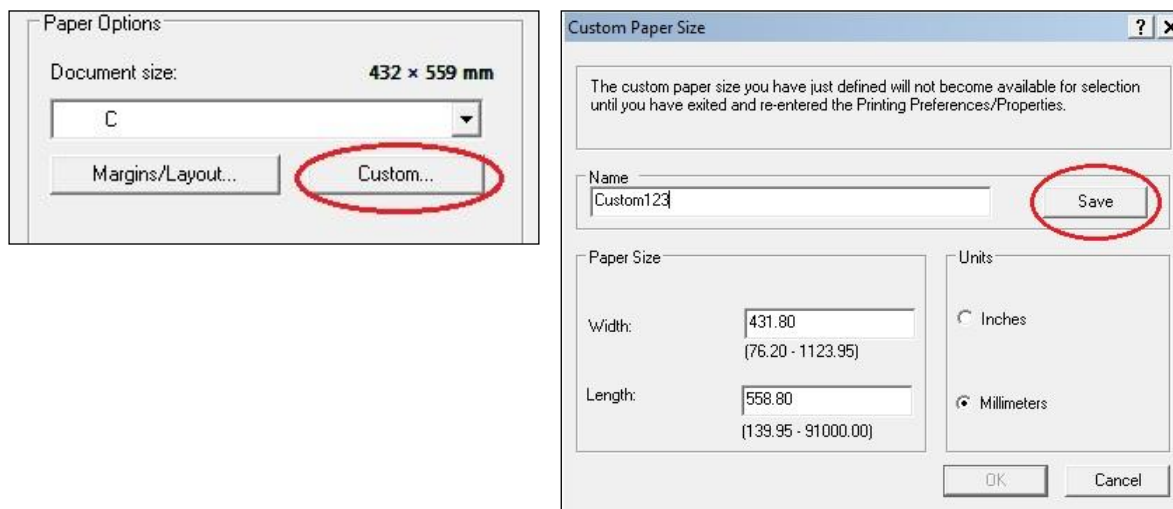 Paper Options
Document size: 432 × 559 mm
C
Margins/Layout... Custom...
Custom Paper Size
?
The custom paper size you have just defined will not become available for selection
until you have exited and re-entered the Printing Preferences/Properties.
Name
Custom123
Save
Paper Size
Width: 431.80
(76.20 - 1123.95)
Length: 558.80
(139.95 - 91000.00)
Units
Inches
Millimeters
OK Cancel